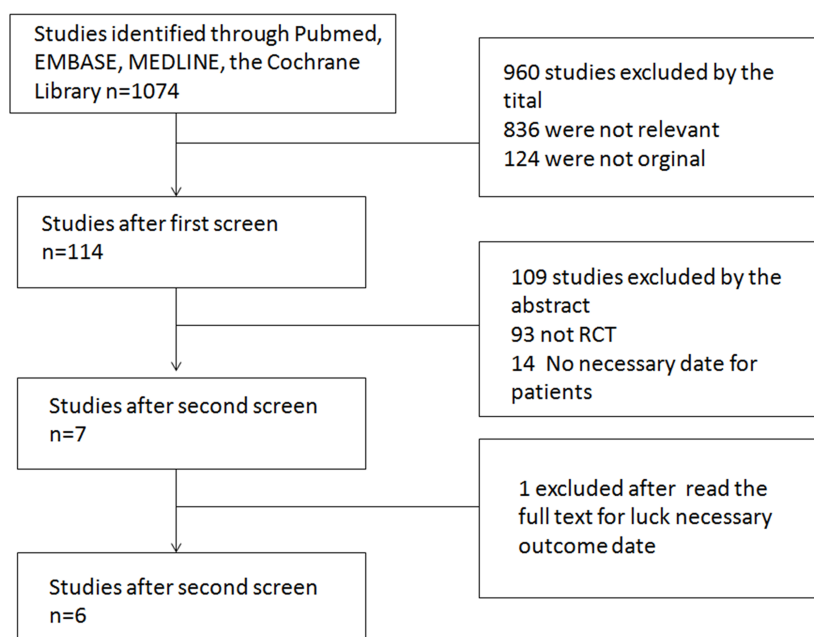 Studies identified through Pubmed,
EMBASE, MEDLINE, the Cochrane
Library n=1074
960 studies excluded by the
tital
836 were not relevant
124 were not orginal
Studies after first screen
n=114
109 studies excluded by the
abstract
93 not RCT
14 No necessary date for
patients
Studies after second screen
n=7
1 excluded after read the
full text for luck necessary
outcome date
Studies after second screen
n=6